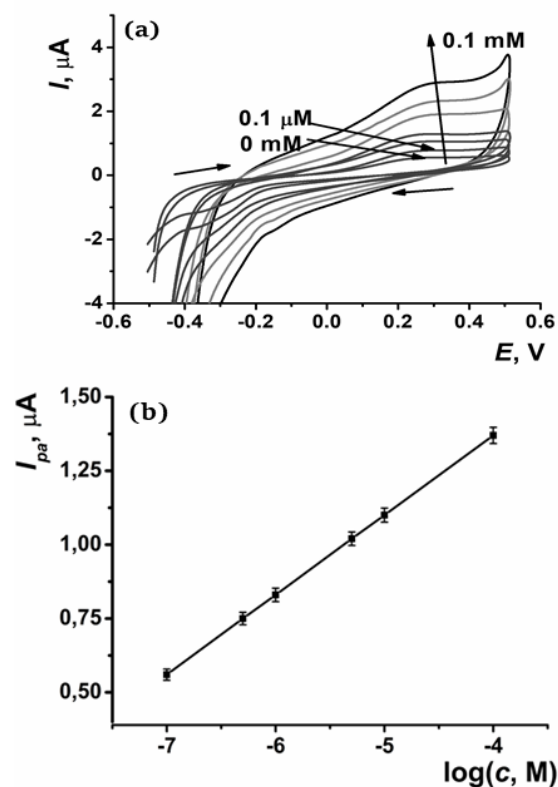 (a)
I, μA
4
2
0
-2
-4
0.1 mM
0.1 μM
0 mM
-0.6 -0.4 -0.2 0.0 0.2 0.4 0.6
E, V
(b)
I pa, μA
1,50
1,25
1,00
0,75
0,50
-7 -6 -5 -4
log(c, M)